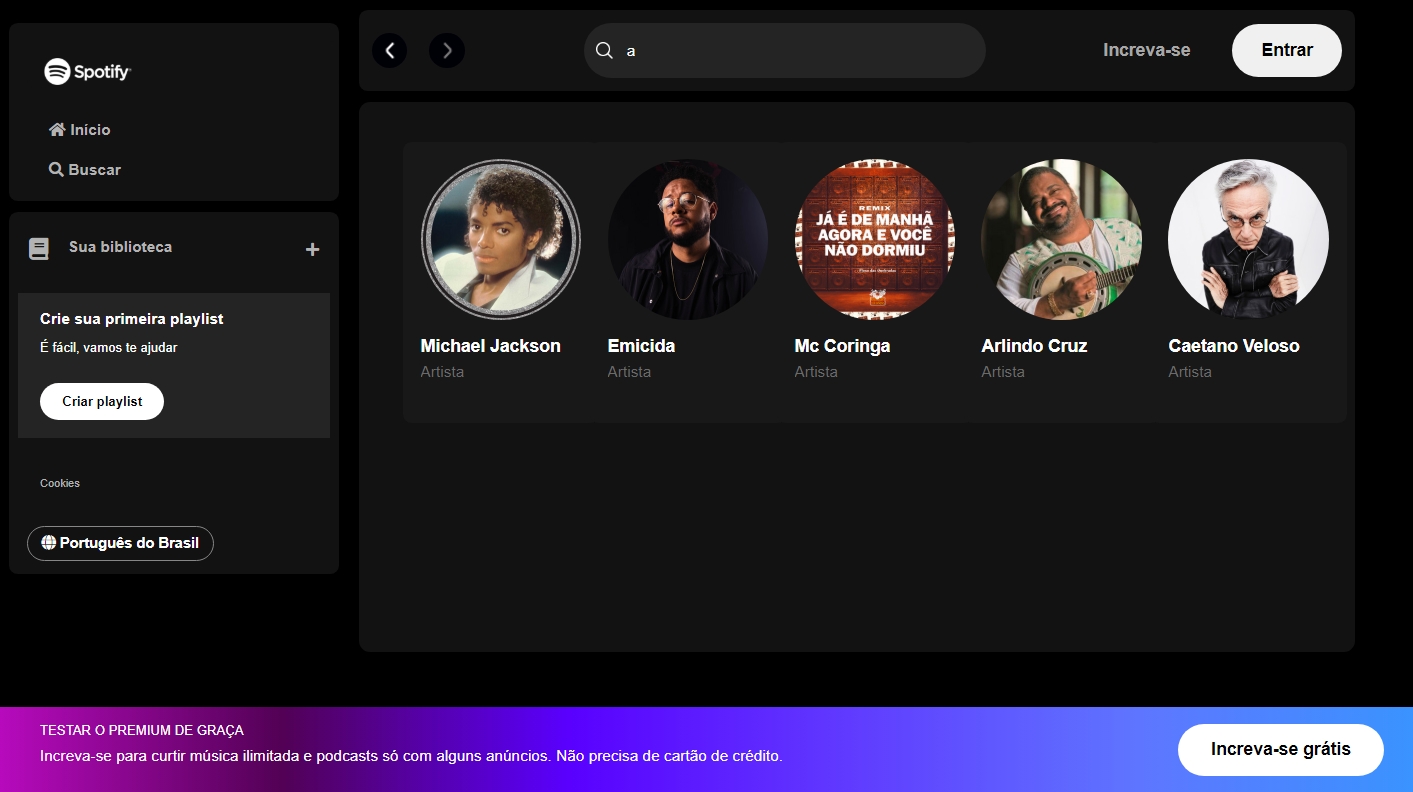 Spotify
Início
Buscar
Sua biblioteca
+
Crie sua primeira playlist
É fácil, vamos te ajudar
Criar playlist
Cookies
Português do Brasil
a
Increva-se
Entrar
REMIX
JÁ É DE MANHÃ
AGORA E VOCÊ
NÃO DORMIU
Michael Jackson
Artista
Emicida
Artista
Mc Coringa
Artista
Arlindo Cruz
Artista
Caetano Veloso
Artista
TESTAR O PREMIUM DE GRAÇA
Increva-se para curtir música ilimitada e podcasts só com alguns anúncios. Não precisa de cartão de crédito.
Increva-se grátis